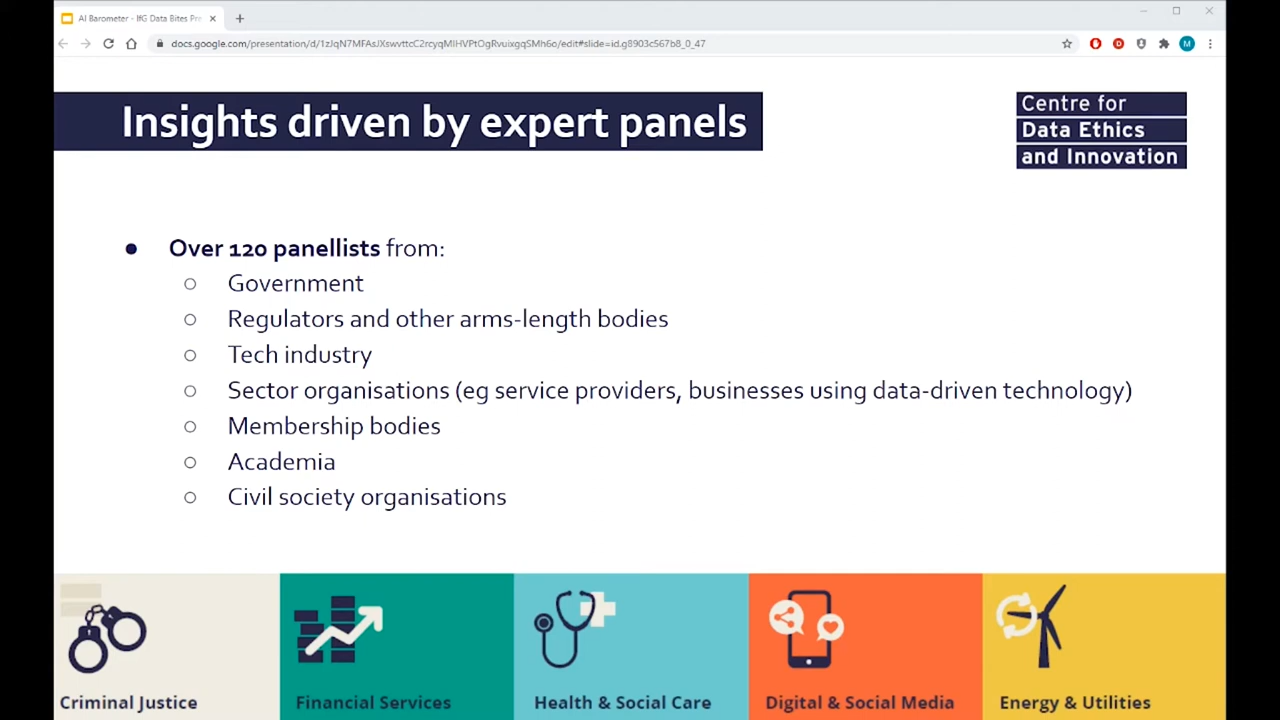 AI Barometer - IfG Data Bites Pre
docs.google.com/presentation/d/1zJqN7MFAsJXswvttcC2rcyqMIHVPtOgRvuixgqSMh6o/edit#slide=id.g8903c567b8_0_47
Insights driven by expert panels
Centre for
Data Ethics
and Innovation
● Over 120 panellists from:
○ Government
○ Regulators and other arms-length bodies
○ Tech industry
○ Sector organisations (eg service providers, businesses using data-driven technology)
○ Membership bodies
○ Academia
○ Civil society organisations
Criminal Justice
Financial Services
Health & Social Care
Digital & Social Media
Energy & Utilities